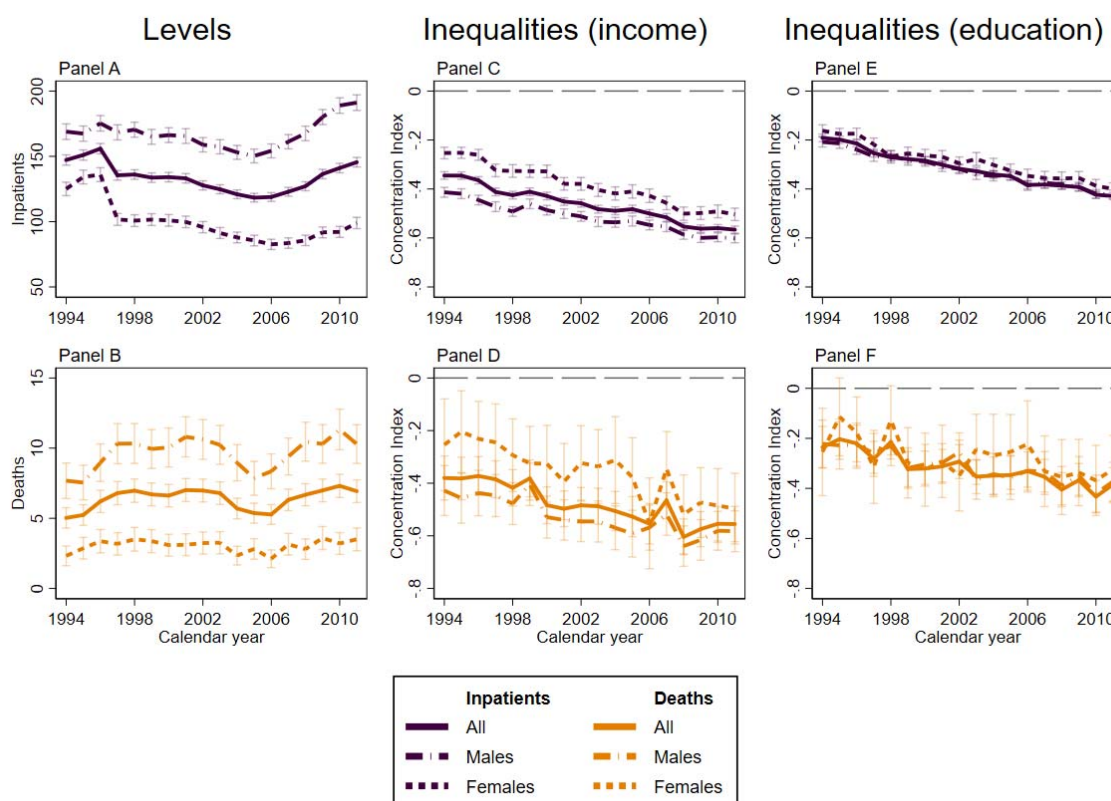 Levels
Inequalities (income)
Inequalities (education)
Panel A
Inpatients
200
150
100
50
1994 1998 2002 2006 2010
Panel C
Concentration Index
0
-.2
-.4
-.6
-.8
1994 1998 2002 2006 2010
Panel E
Concentration Index
0
-.2
-.4
-.6
-.8
1994 1998 2002 2006 2010
Panel B
Deaths
15
10
5
0
1994 1998 2002 2006 2010
Calendar year
Panel D
Concentration Index
0
-.2
-.4
-.6
-.8
1994 1998 2002 2006 2010
Calendar year
Panel F
Concentration Index
0
-.2
-.4
-.6
-.8
1994 1998 2002 2006 2010
Calendar year
Inpatients Deaths
All All
Males Males
Females Females